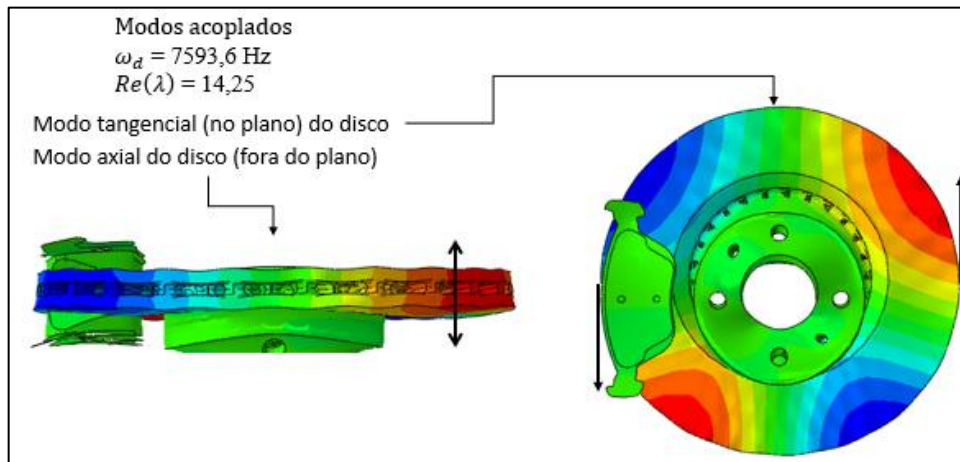 Modos acoplados
ω_d = 7593,6 Hz
Re(λ) = 14,25
Modo tangencial (no plano) do disco
Modo axial do disco (fora do plano)